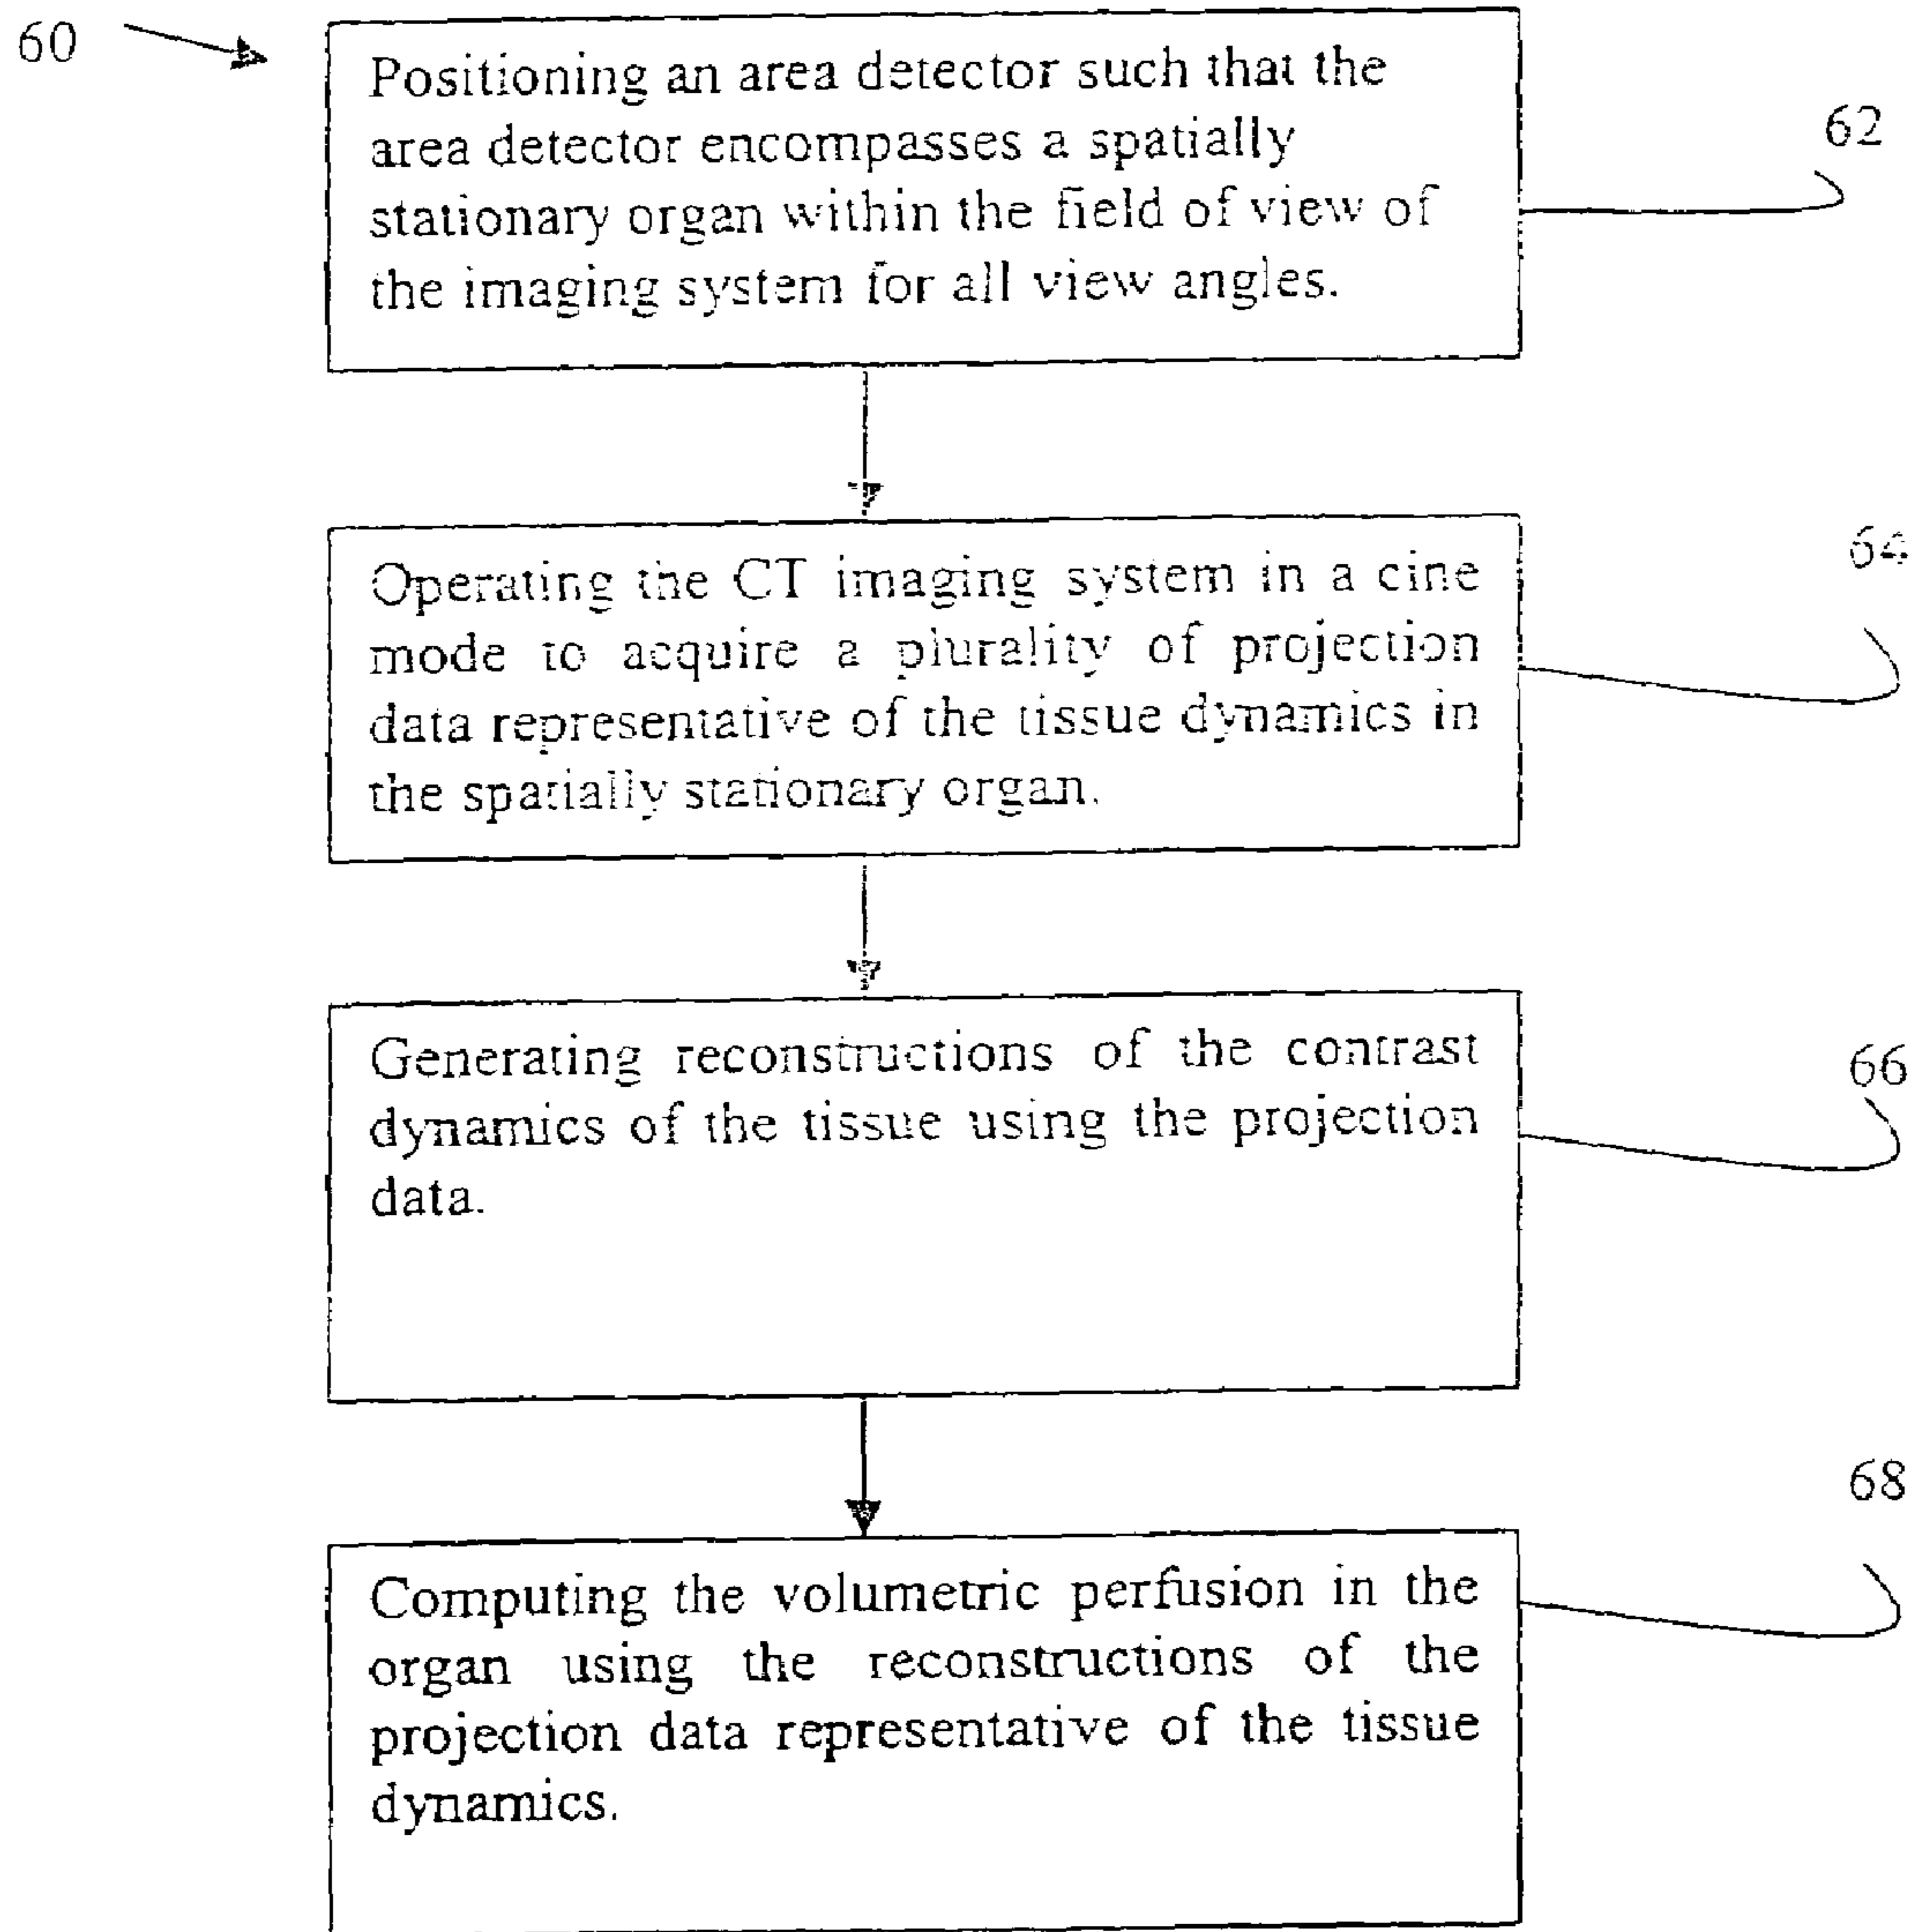 60
Positioning an area detector such that the
area detector encompasses a spatially
stationary organ within the field of view of
the imaging system for all view angles.
62
Operating the CT imaging system in a cine
mode to acquire a plurality of projection
data representative of the tissue dynamics in
the spatially stationary organ.
64
Generating reconstructions of the contrast
dynamics of the tissue using the projection
data.
66
Computing the volumetric perfusion in the
organ using the reconstructions of the
projection data representative of the tissue
dynamics.
68